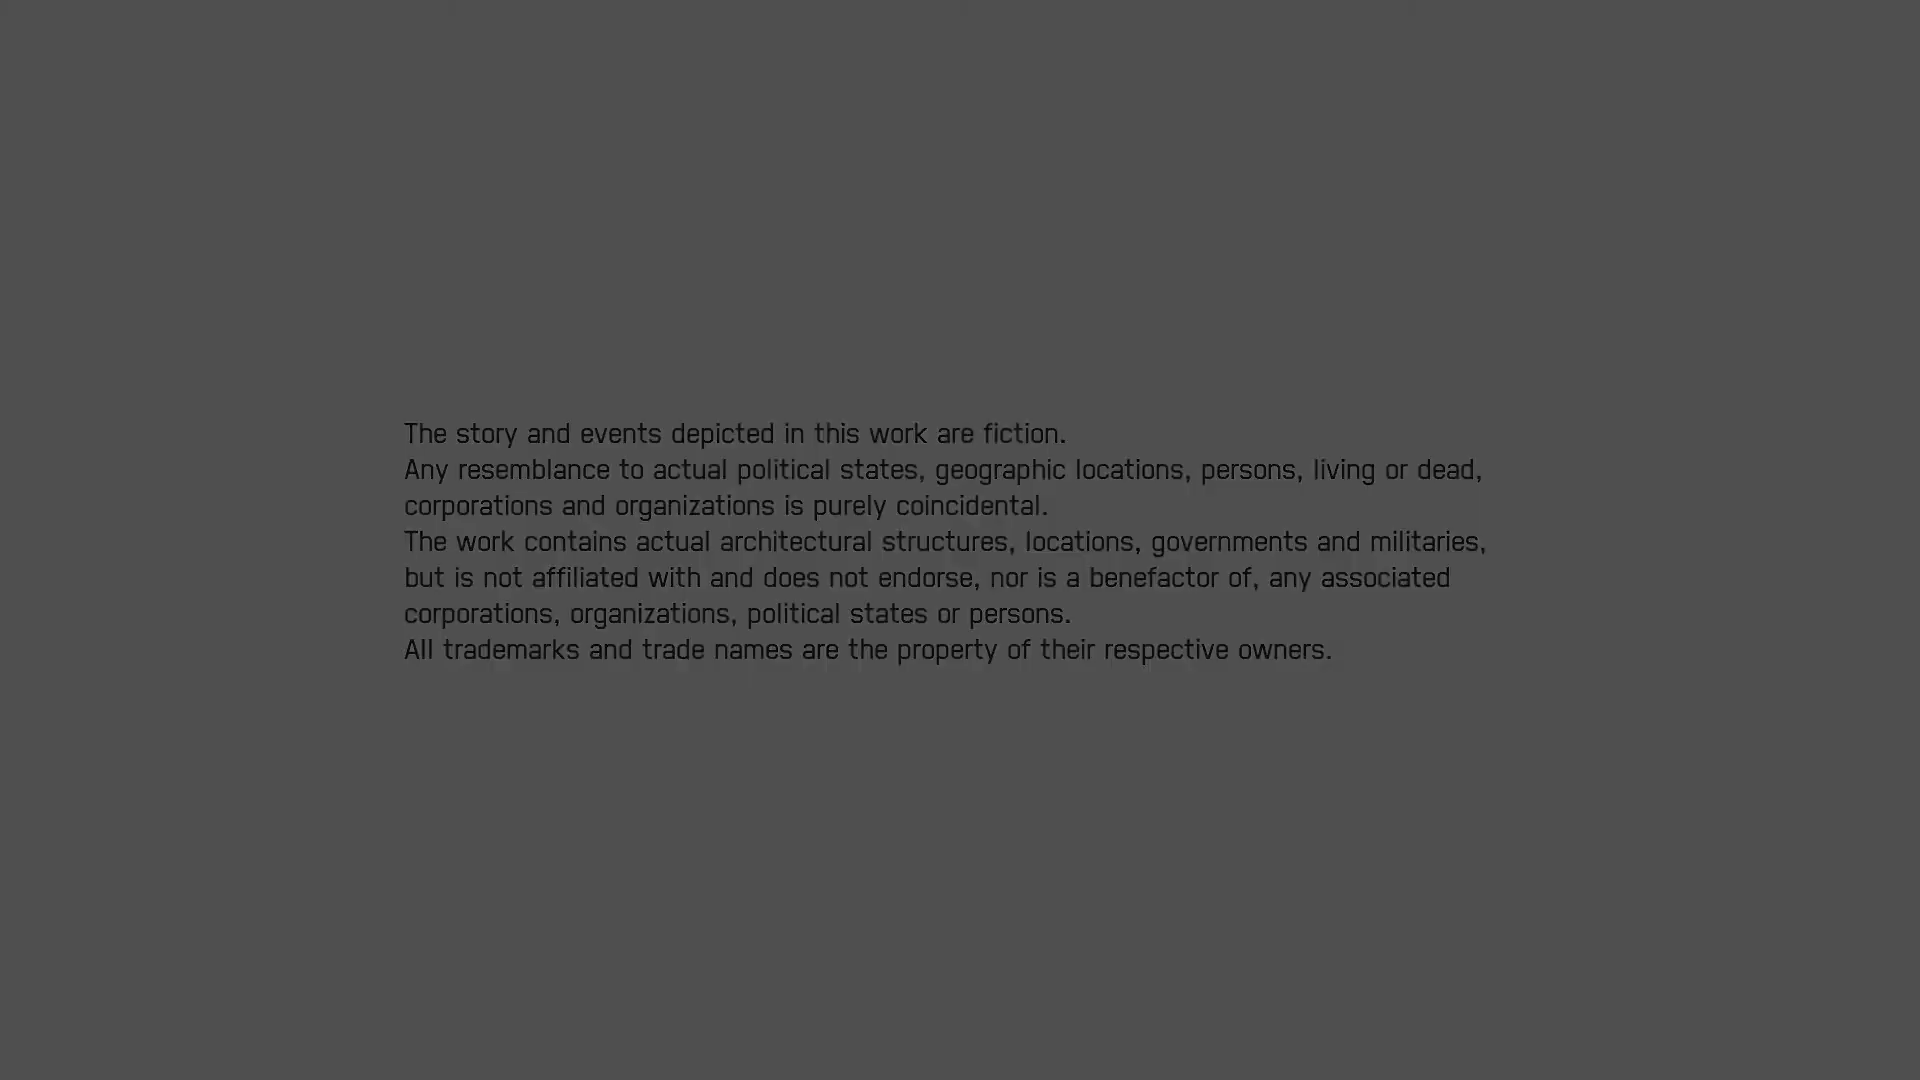 The story and events depicted in this work are fiction.
Any resemblance to actual political states, geographic locations, persons, living or dead,
corporations and organizations is purely coincidental.
The work contains actual architectural structures, locations, governments and militaries,
but is not affiliated with and does not endorse, nor is a benefactor of, any associated
corporations, organizations, political states or persons.
All trademarks and trade names are the property of their respective owners.